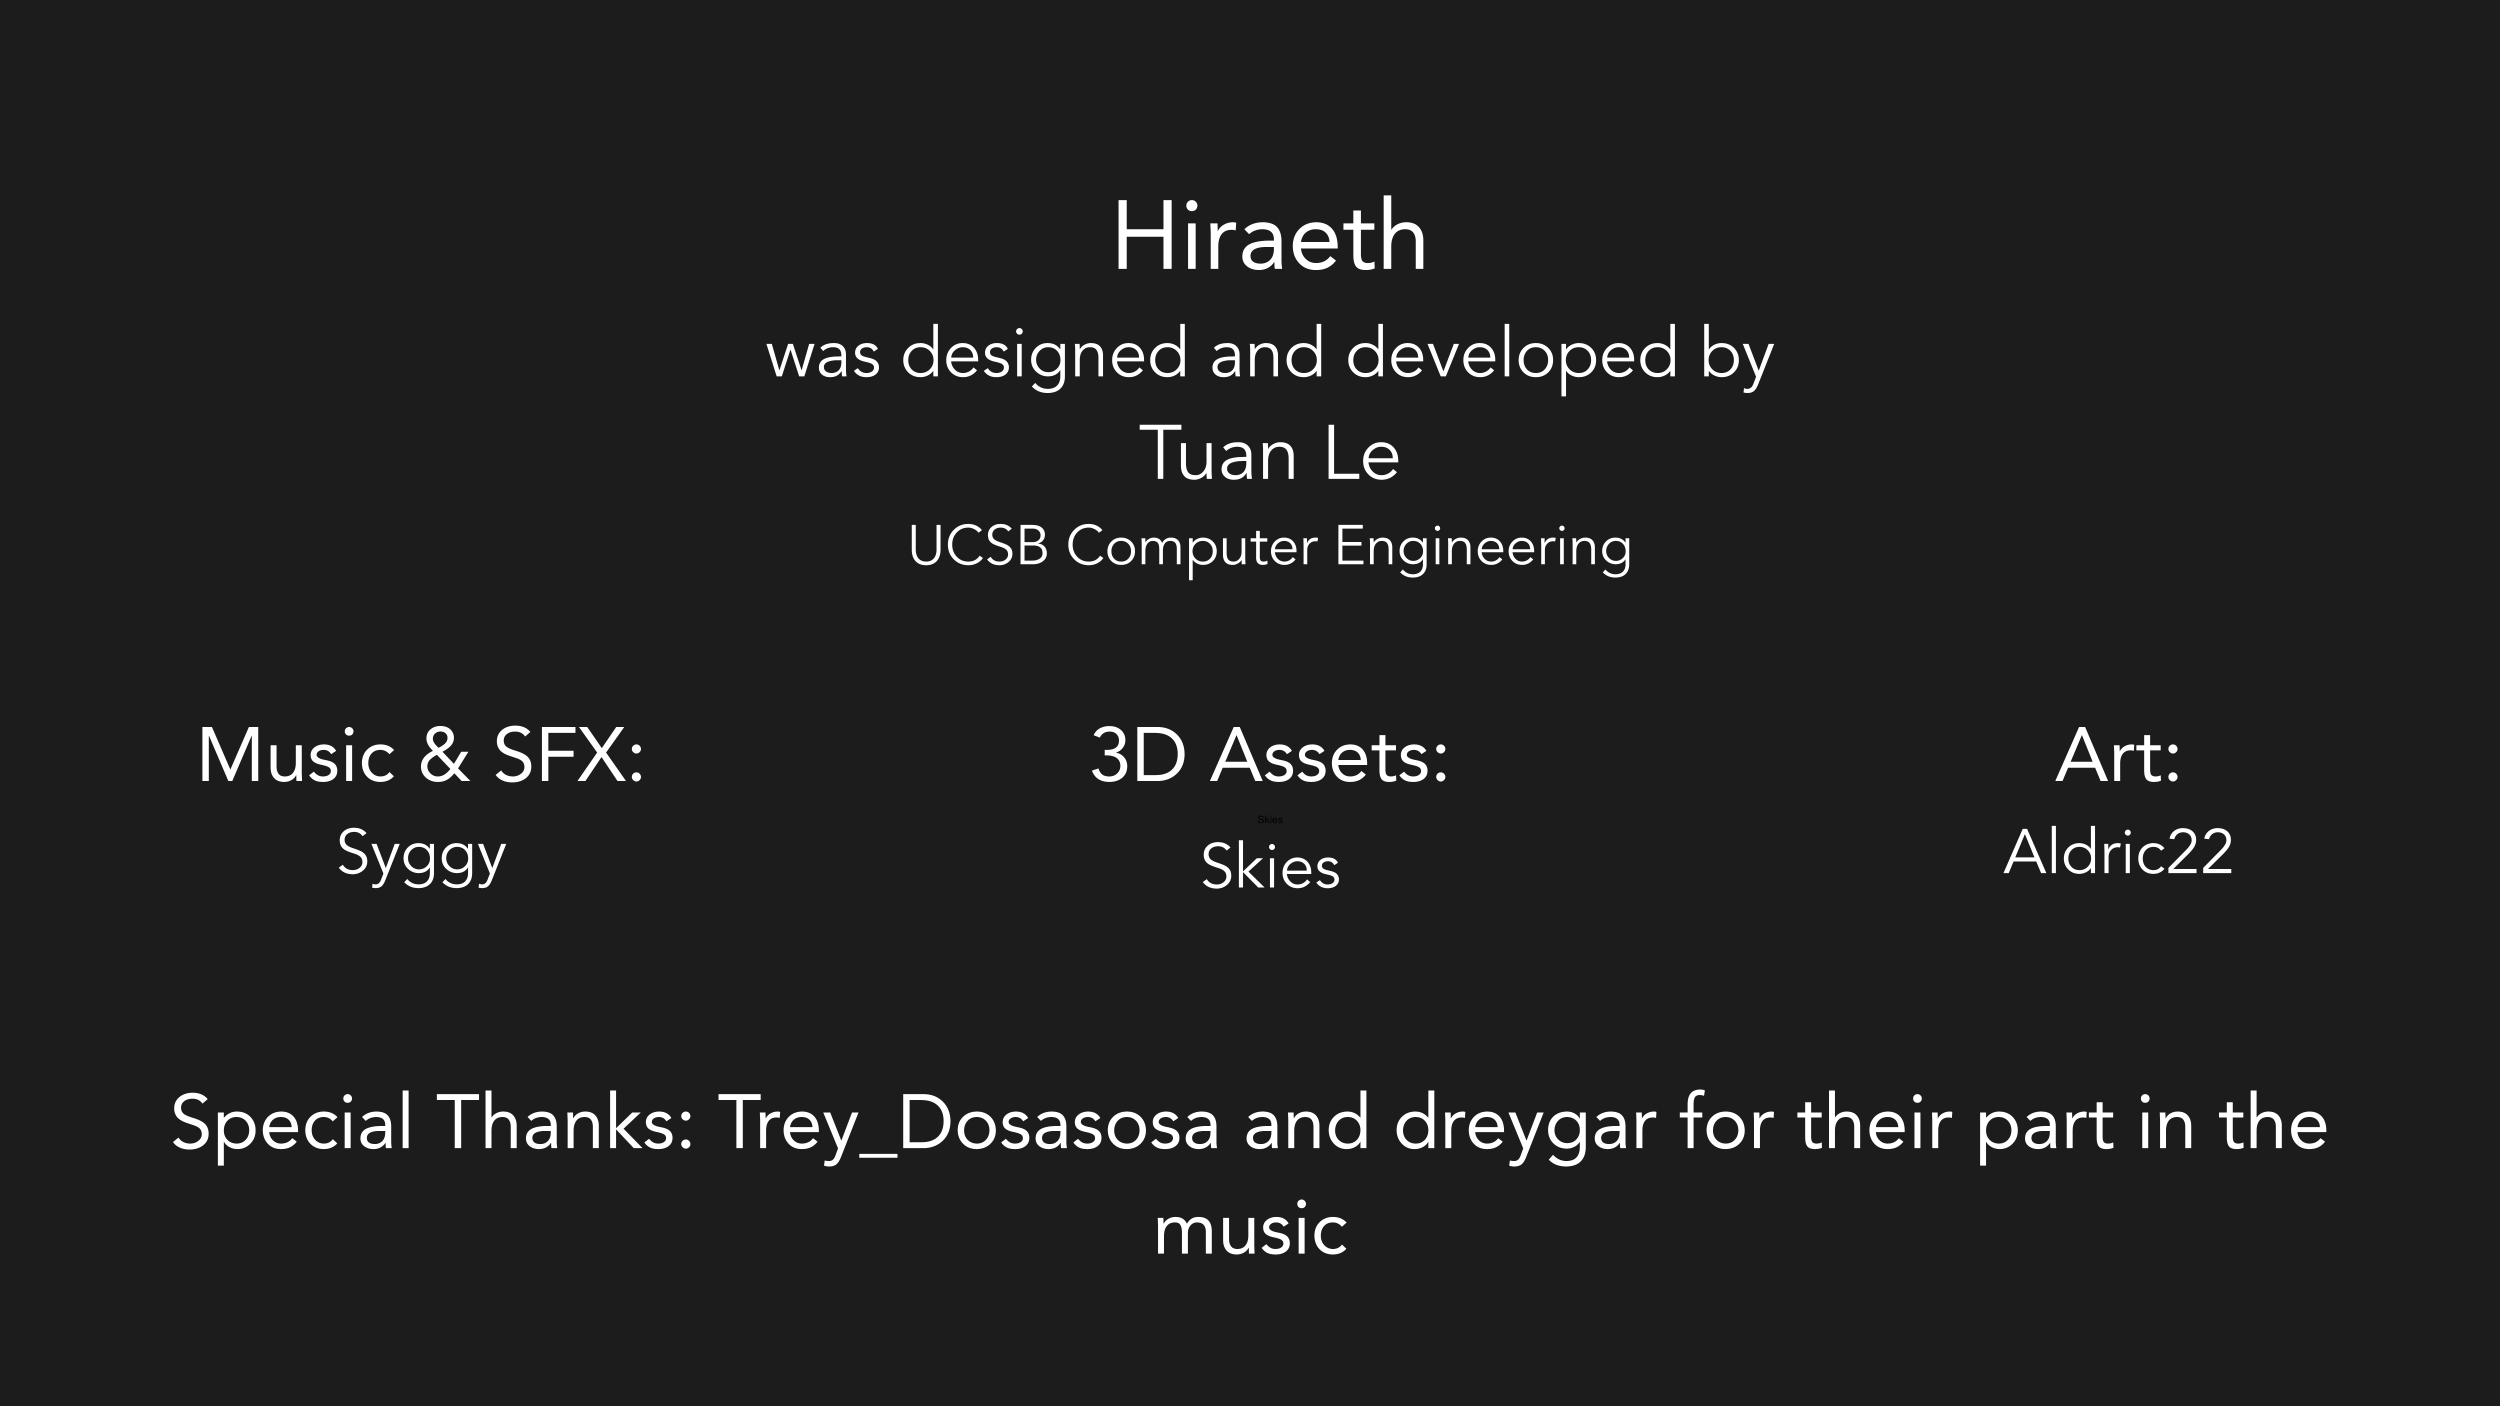 Hiraeth
was designed and developed by
Tuan Le
UCSB Computer Engineering
Music & SFX:
Syggy
3D Assets:
Skies
Skies
Art:
Aldric22
Special Thanks: Trey_Dossossa and dreygar for their part in the
music